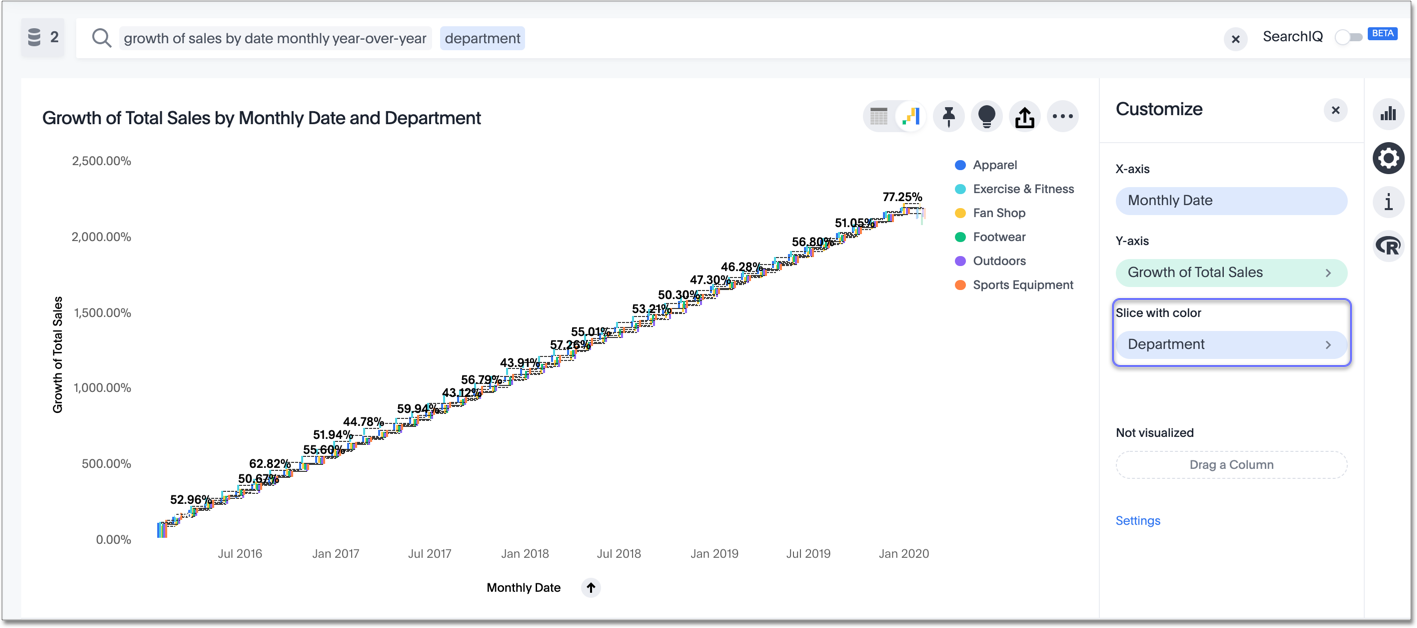 2
growth of sales by date monthly year-over-year department
SearchIQ
BETA
Growth of Total Sales by Monthly Date and Department
Customize
X-axis
Monthly Date
Y-axis
Growth of Total Sales
Slice with color
Department
Not visualized
Drag a Column
Settings
Apparel
Exercise & Fitness
Fan Shop
Footwear
Outdoors
Sports Equipment
Growth of Total Sales
2,500.00%
2,000.00%
1,500.00%
1,000.00%
500.00%
0.00%
77.25%
51.05%
56.80%
46.28%
47.30%
50.30%
53.21%
55.01%
57.26%
43.91%
56.79%
43.12%
59.94%
44.78%
51.94%
55.60%
62.82%
50.67%
52.96%
Jul 2016
Jan 2017
Jul 2017
Jan 2018
Jul 2018
Jan 2019
Jul 2019
Jan 2020
Monthly Date
i
R